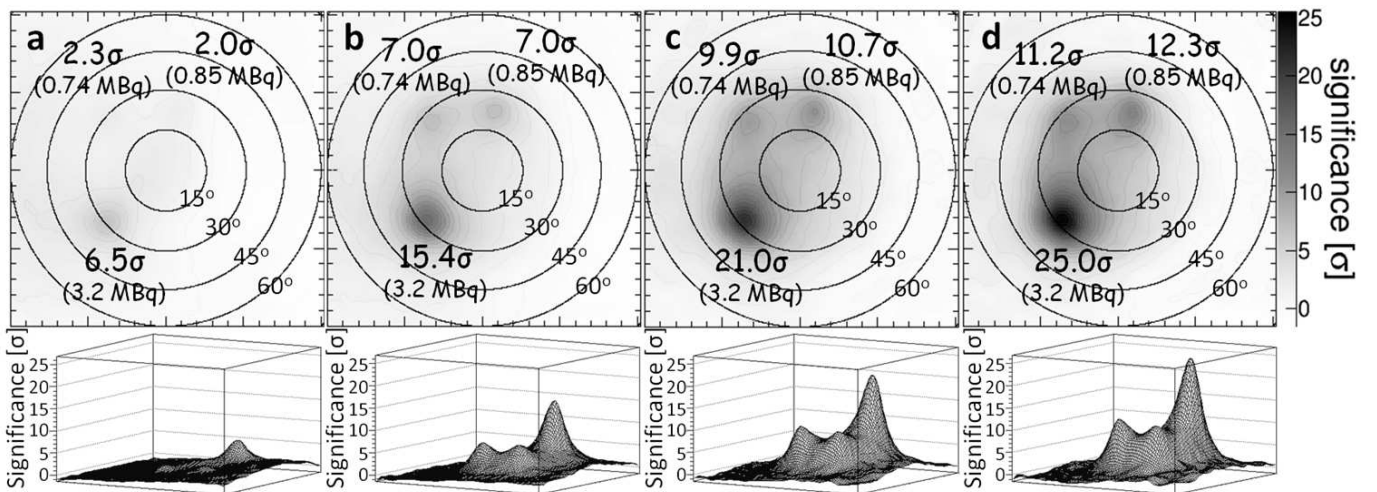 a
2.3σ 2.0σ
(0.74 MBq) (0.85 MBq)
15°
30°
45°
60°
6.5σ
(3.2 MBq)
b
7.0σ 7.0σ
(0.74 MBq) (0.85 MBq)
15°
30°
45°
60°
15.4σ
(3.2 MBq)
c
9.9σ 10.7σ
(0.74 MBq) (0.85 MBq)
15°
30°
45°
60°
21.0σ
(3.2 MBq)
d
11.2σ 12.3σ
(0.74 MBq) (0.85 MBq)
15°
30°
45°
60°
25.0σ
(3.2 MBq)
25
20
15
10
5
0
significance [σ]
Significance [σ]
25
20
15
10
5
0
Significance [σ]
25
20
15
10
5
0
Significance [σ]
25
20
15
10
5
0
Significance [σ]
25
20
15
10
5
0